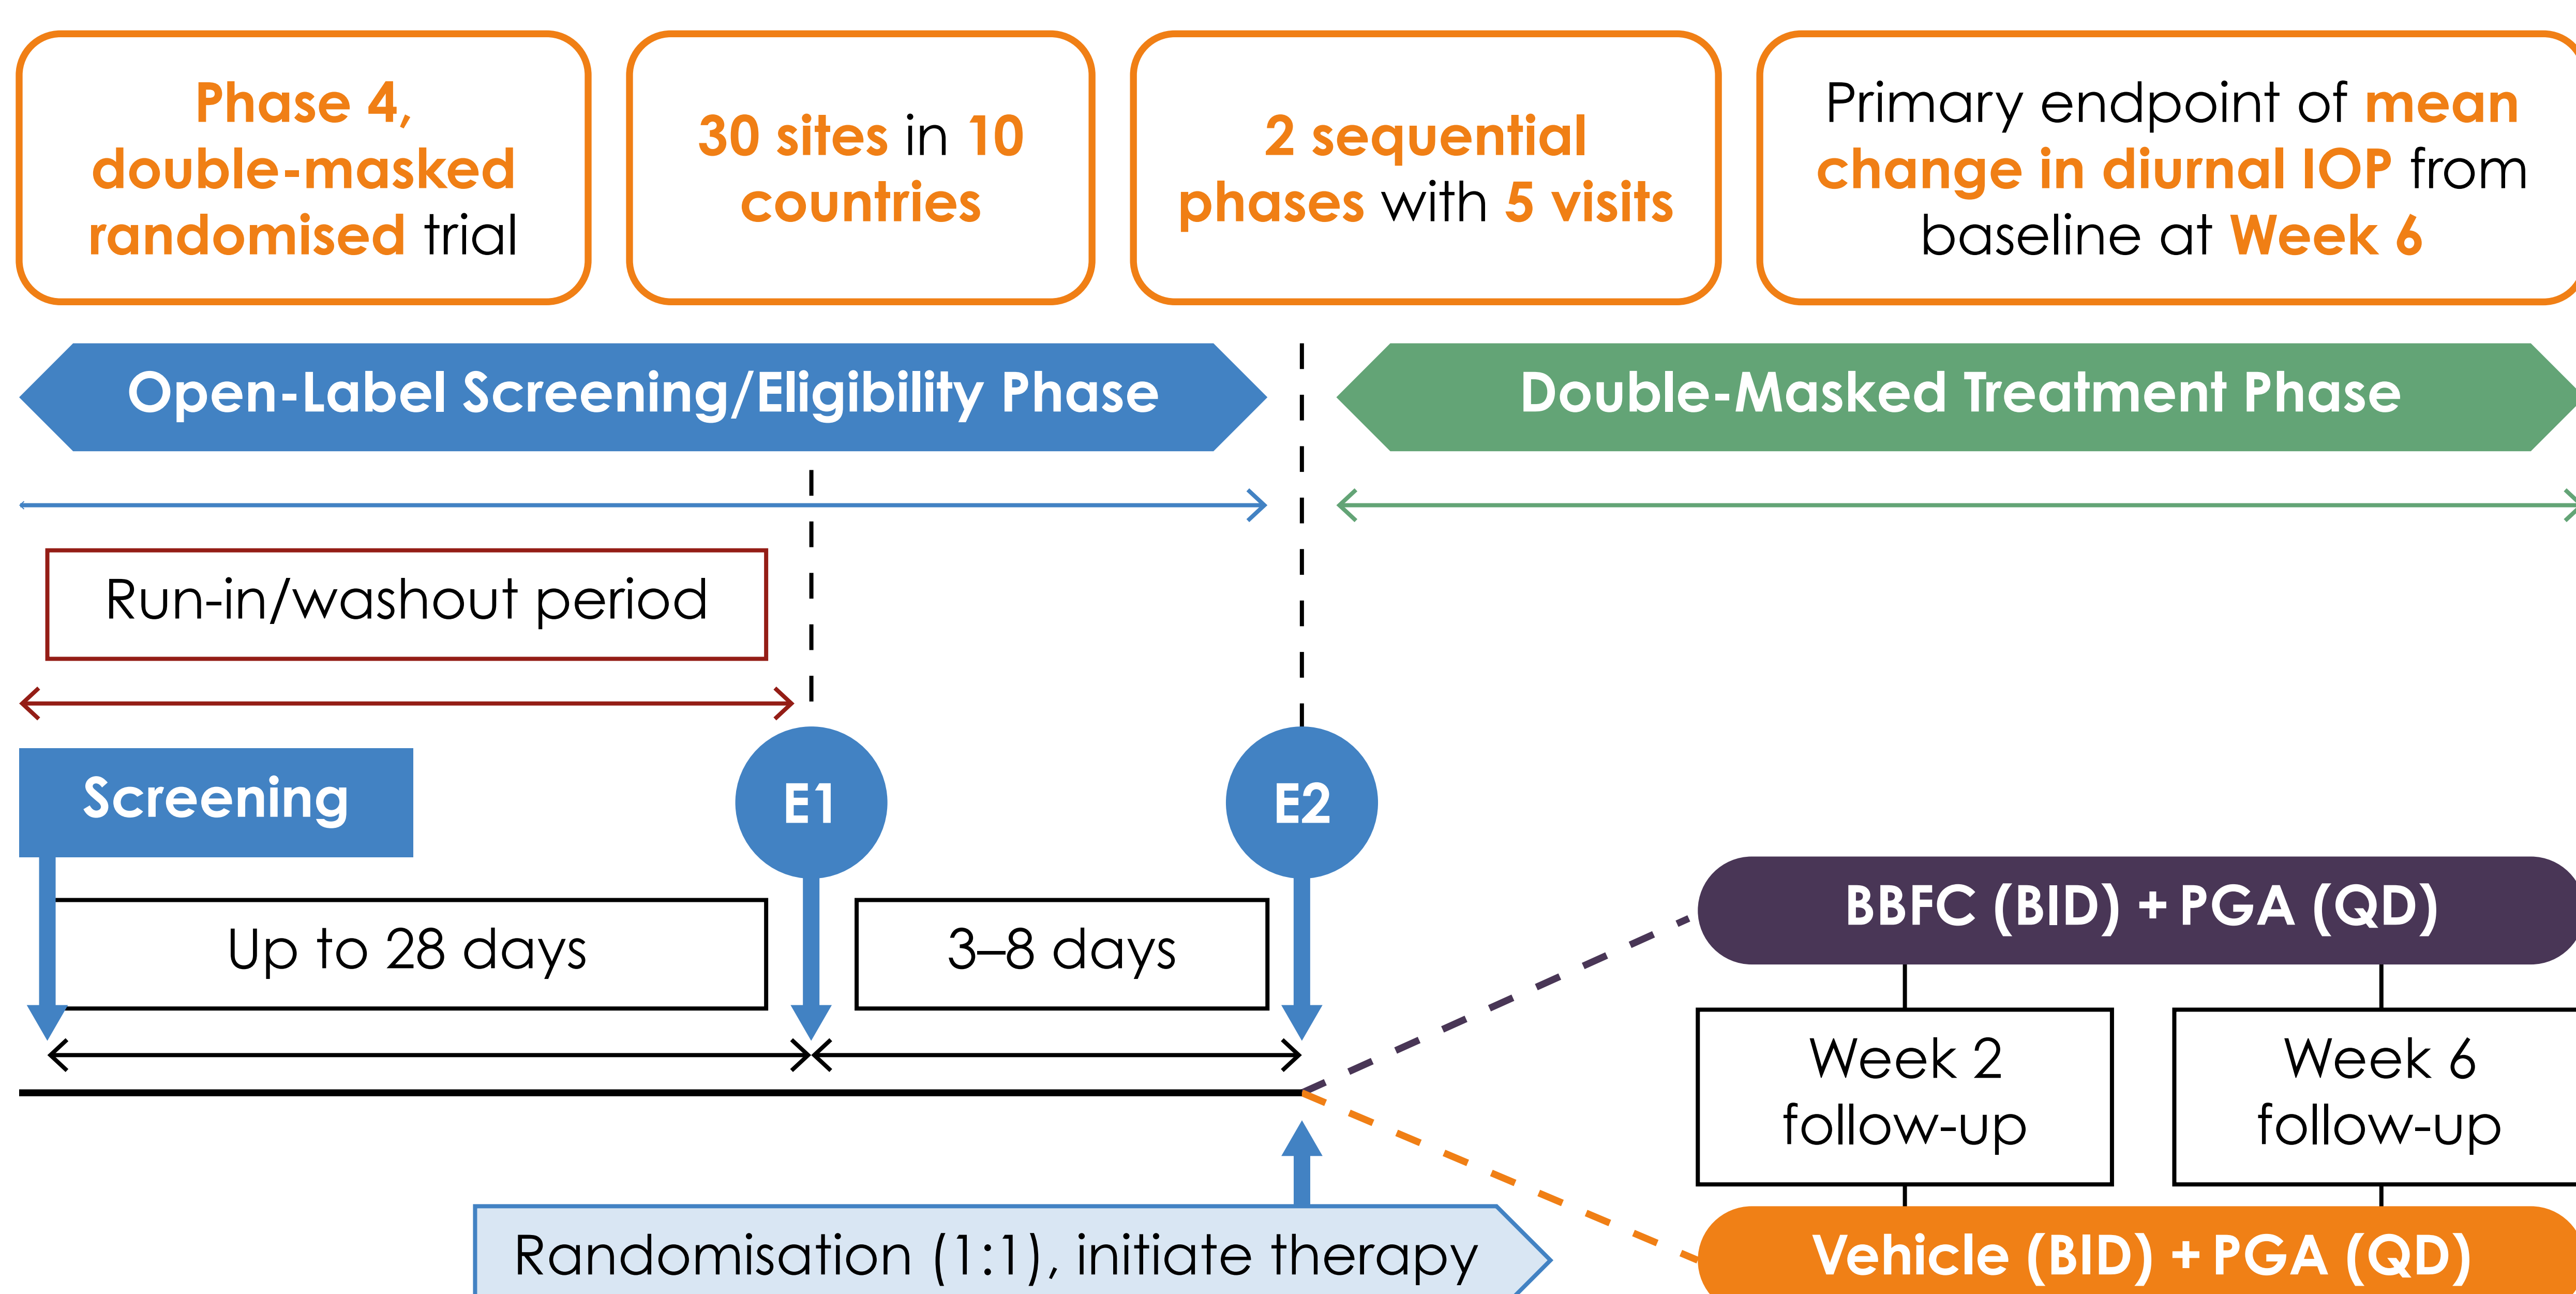 Phase 4,
double-masked
randomised trial
30 sites in 10
countries
2 sequential
phases with 5 visits
Primary endpoint of mean
change in diurnal IOP from
baseline at Week 6
Open-Label Screening/Eligibility Phase
Double-Masked Treatment Phase
Run-in/washout period
Screening
E1
E2
Up to 28 days
3–8 days
BBFC (BID) + PGA (QD)
Week 2
follow-up
Week 6
follow-up
Randomisation (1:1), initiate therapy
Vehicle (BID) + PGA (QD)